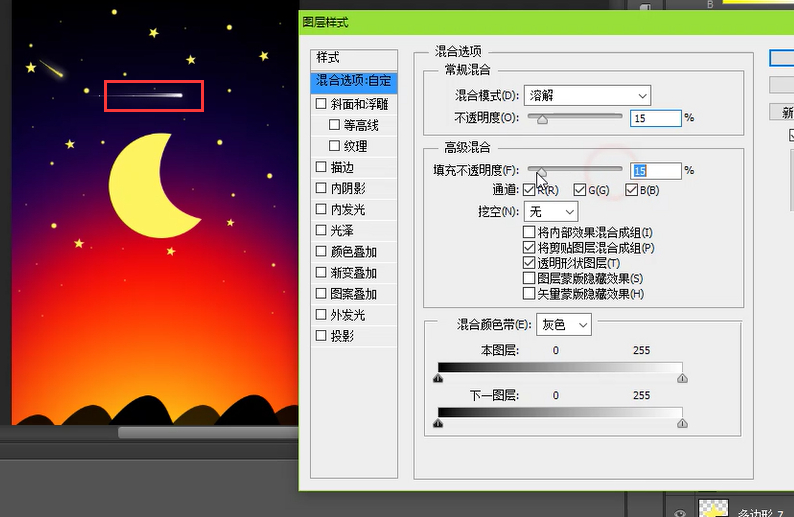 B
图层样式
样式
混合选项:自定
斜面和浮雕
等高线
纹理
描边
内阴影
内发光
光泽
颜色叠加
渐变叠加
图案叠加
外发光
投影
混合选项
常规混合
混合模式(D): 溶解
不透明度(O): 15 %
高级混合
填充不透明度(F): 15 %
通道: R(R) G(G) B(B)
挖空(N): 无
将内部效果混合成组(I)
将剪贴图层混合成组(P)
透明形状图层(T)
图层蒙版隐藏效果(S)
矢量蒙版隐藏效果(H)
混合颜色带(E): 灰色
本图层: 0 255
下一图层: 0 255
新
多边形 7